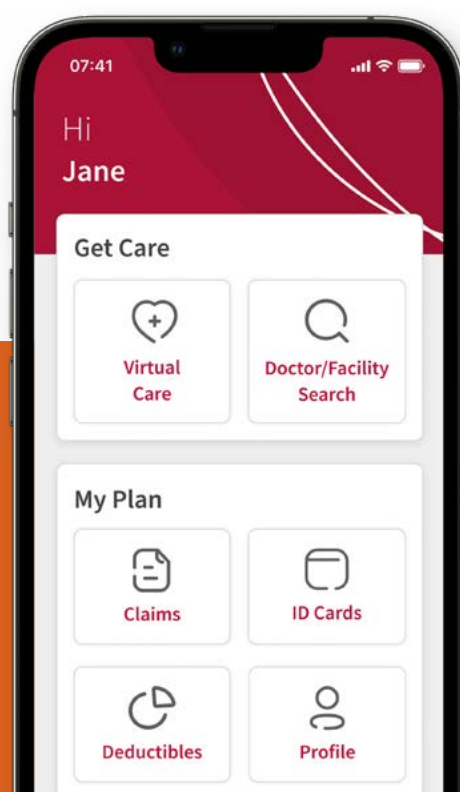 07:41
Hi
Jane
Get Care
Virtual
Care
Doctor/Facility
Search
My Plan
Claims
ID Cards
Deductibles
Profile